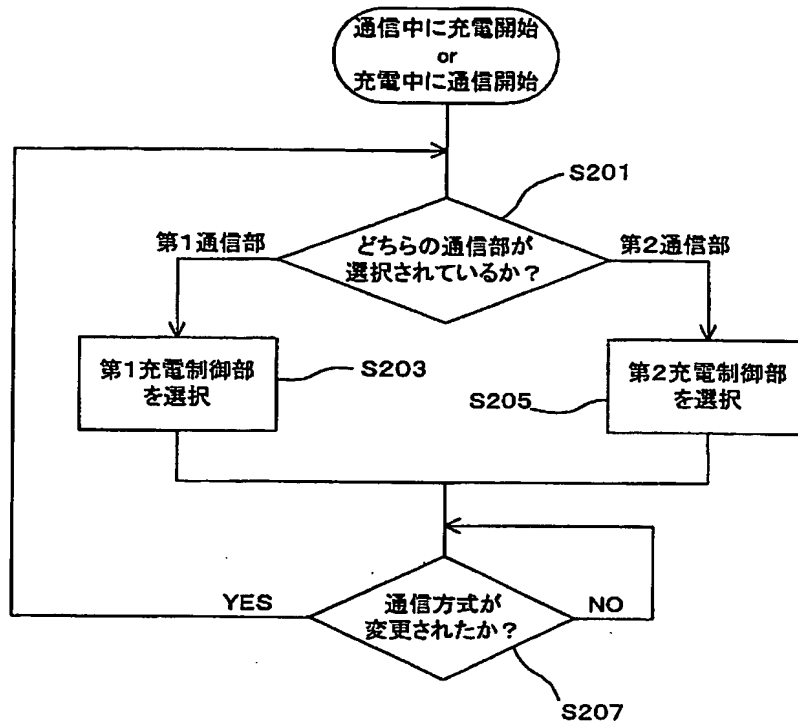 通信中に充電開始
or
充電中に通信開始
S201
第1通信部
どちらの通信部が
選択されているか？
第2通信部
第1充電制御部
を選択
S203
第2充電制御部
を選択
S205
YES
通信方式が
変更されたか？
NO
S207